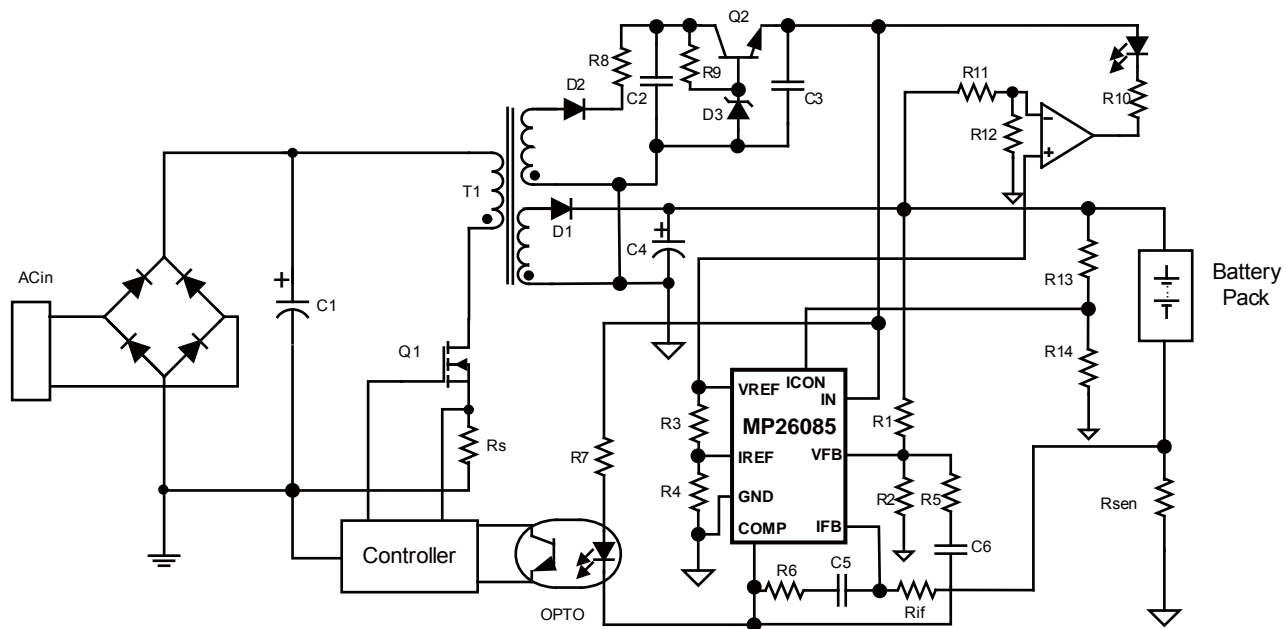 Q2
R8
R9
C2
D3
C3
D2
R11
R10
R12
T1
D1
C4
ACin
C1
R13
Battery
Pack
Q1
R14
ICON
VREF
IN
MP26085
R3
R1
Rs
R7
IREF
VFB
R4
GND
R2
R5
Rsen
COMP
IFB
Controller
C6
R6
C5
Rif
OPTO